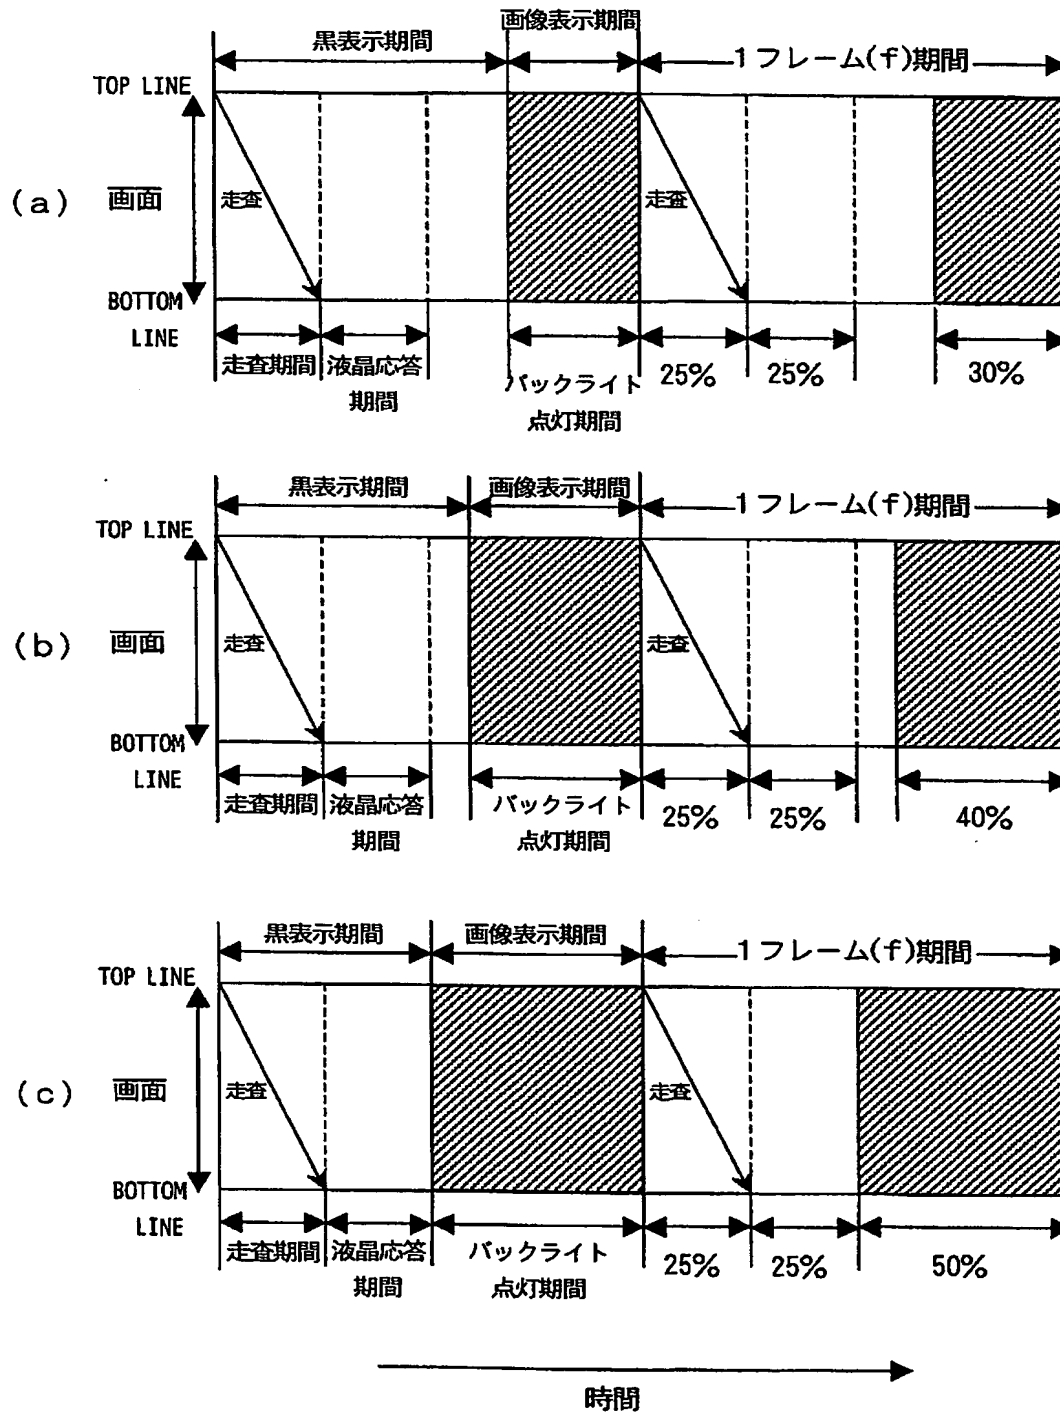 画像表示期間
黒表示期間
1フレーム(f)期間
TOP LINE
(a)
画面
走査
走査
BOTTOM
LINE
走査期間
液晶応答
期間
バックライト
点灯期間
25%
25%
30%
黒表示期間
画像表示期間
1フレーム(f)期間
TOP LINE
(b)
画面
走査
走査
BOTTOM
LINE
走査期間
液晶応答
期間
バックライト
点灯期間
25%
25%
40%
黒表示期間
画像表示期間
1フレーム(f)期間
TOP LINE
(c)
画面
走査
走査
BOTTOM
LINE
走査期間
液晶応答
期間
バックライト
点灯期間
25%
25%
50%
時間